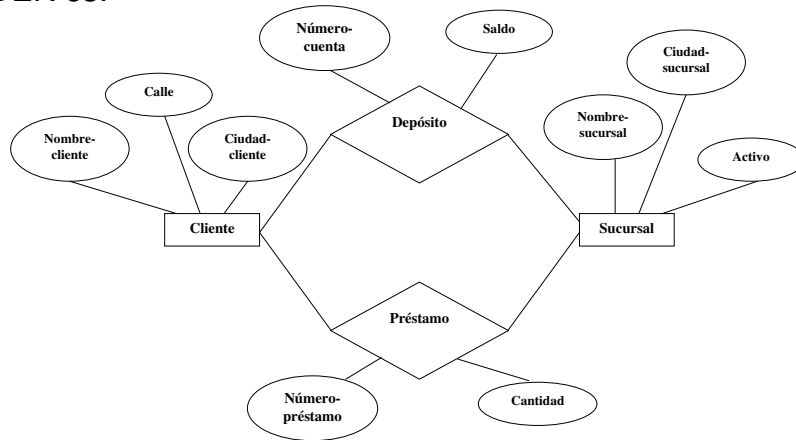 Número-
cuenta
Saldo
Ciudad-
sucursal
Calle
Depósito
Nombre-
sucursal
Nombre-
cliente
Ciudad-
cliente
Activo
Cliente
Sucursal
Préstamo
Número-
préstamo
Cantidad